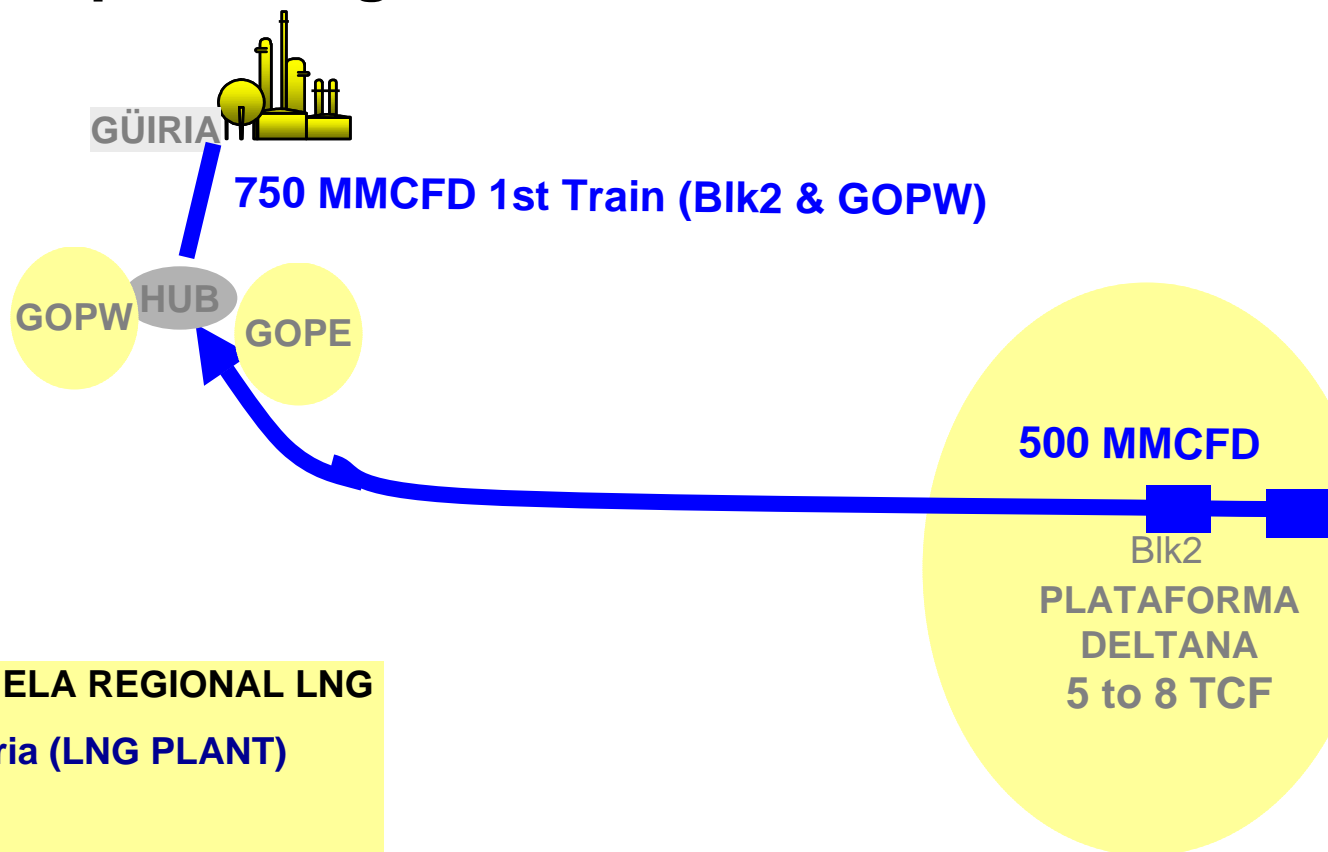 GÜIRIA
750 MMCFD 1st Train (Blk2 & GOPW)
GOPW
HUB
GOPE
500 MMCFD
Blk2
PLATAFORMA
DELTANA
5 to 8 TCF
ELA REGIONAL LNG
ria (LNG PLANT)